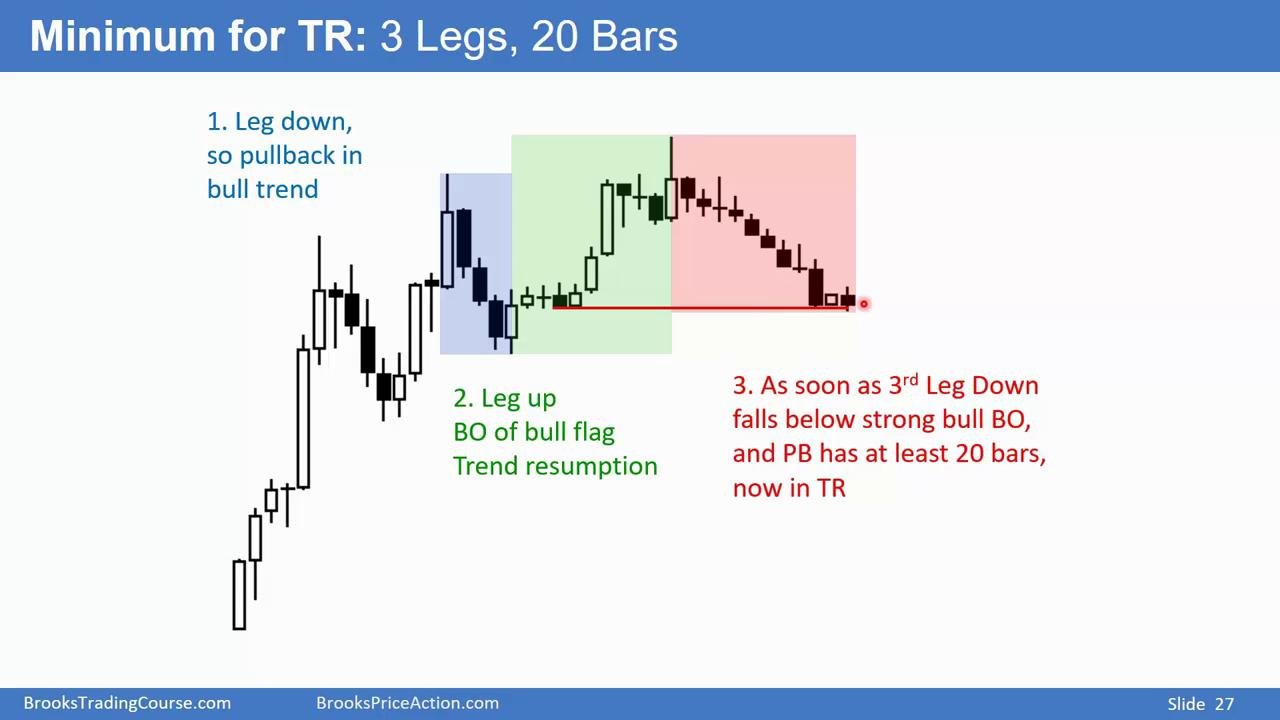 Minimum for TR: 3 Legs, 20 Bars
1. Leg down,
so pullback in
bull trend
2. Leg up
BO of bull flag
Trend resumption
3. As soon as 3rd Leg Down
falls below strong bull BO,
and PB has at least 20 bars,
now in TR
BrooksTradingCourse.com
BrooksPriceAction.com
Slide 27